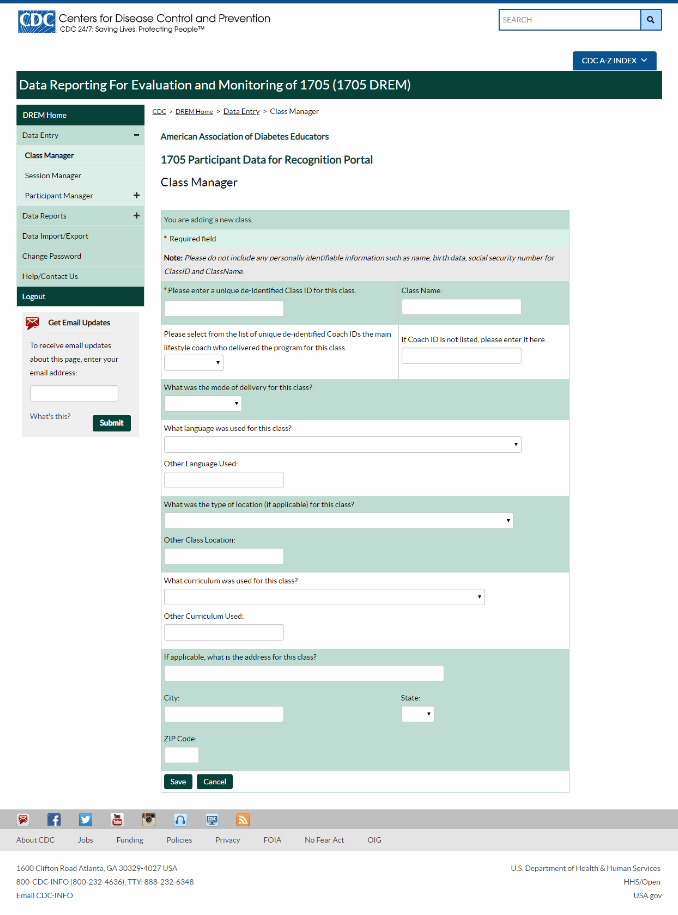 CDC Centers for Disease Control and Prevention
CDC 24/7: Saving Lives. Protecting People™
SEARCH
CDC A-Z INDEX
Data Reporting For Evaluation and Monitoring of 1705 (1705 DREM)
DREM Home
Data Entry −
Class Manager
Session Manager
Participant Manager +
Data Reports +
Data Import/Export
Change Password
Help/Contact Us
Logout
Get Email Updates
To receive email updates
about this page, enter your
email address:
What's this?
Submit
CDC > DREM Home > Data Entry > Class Manager
American Association of Diabetes Educators
1705 Participant Data for Recognition Portal
Class Manager
You are adding a new class.
* Required field
Note: Please do not include any personally identifiable information such as name, birth data, social security number for
ClassID and ClassName.
*Please enter a unique de-identified Class ID for this class.
Class Name:
Please select from the list of unique de-identified Coach IDs the main
lifestyle coach who delivered the program for this class.
If Coach ID is not listed, please enter it here.
What was the mode of delivery for this class?
What language was used for this class?
Other Language Used:
What was the type of location (if applicable) for this class?
Other Class Location:
What curriculum was used for this class?
Other Curriculum Used:
If applicable, what is the address for this class?
City:
State:
ZIP Code:
Save
Cancel
About CDC Jobs Funding Policies Privacy FOIA No Fear Act OIG
1600 Clifton Road Atlanta, GA 30329-4027 USA
800-CDC-INFO (800-232-4636), TTY: 888-232-6348
Email CDC-INFO
U.S. Department of Health & Human Services
HHS/Open
USA.gov